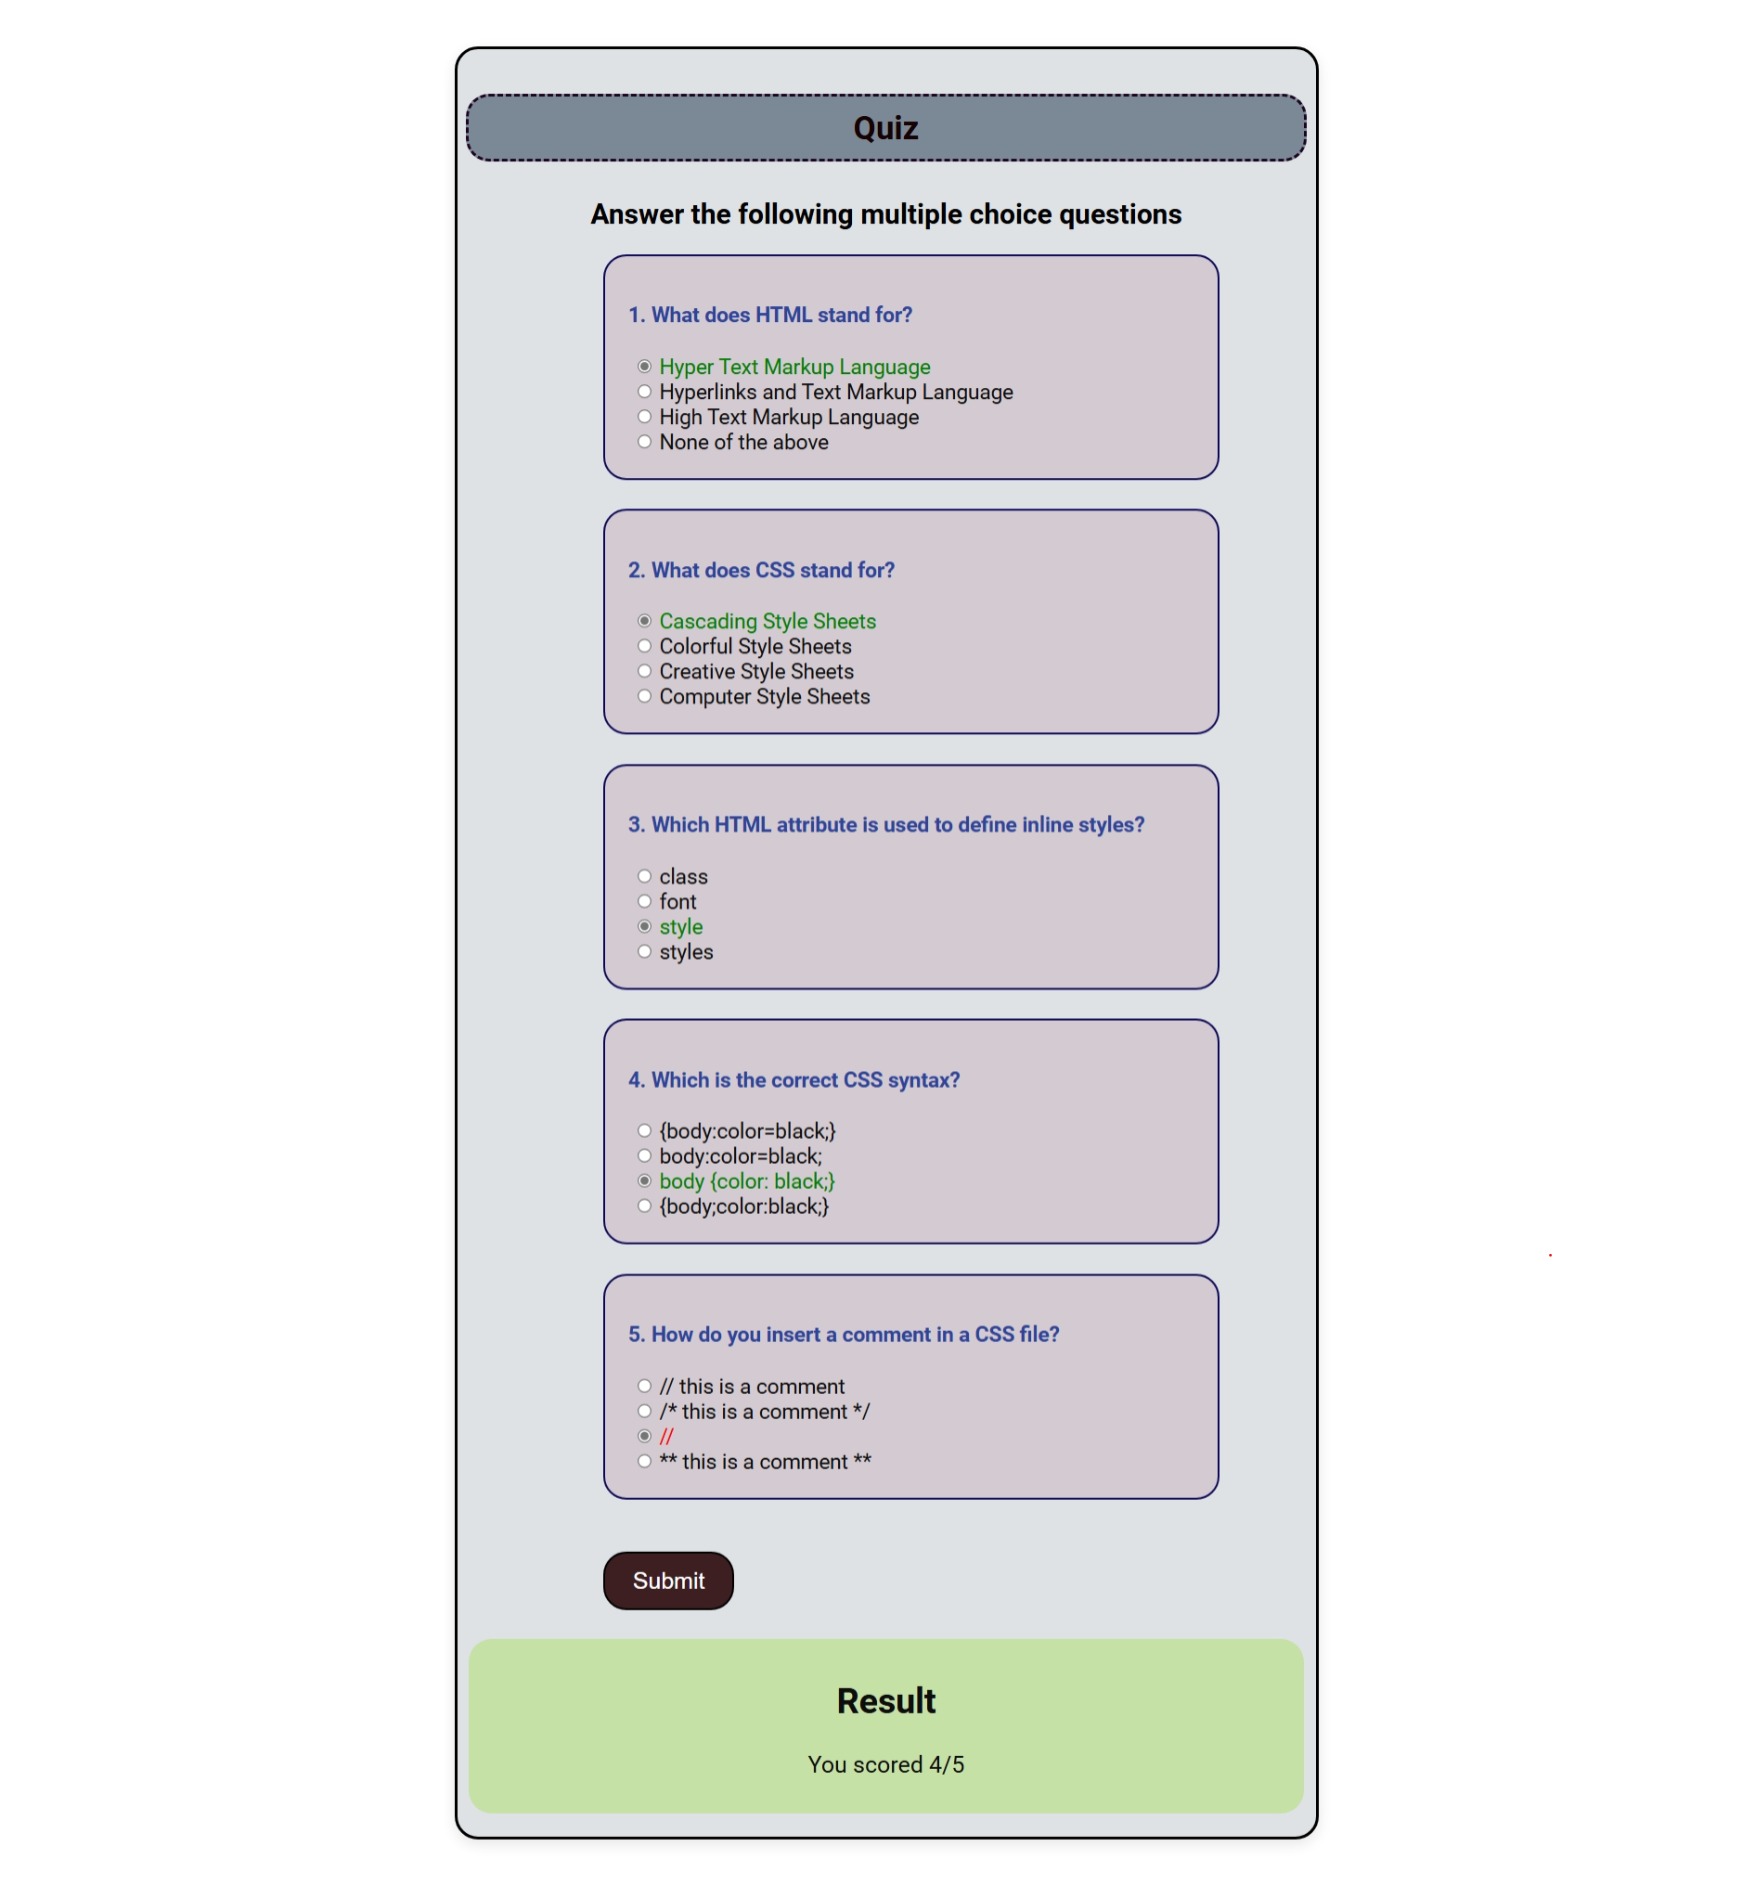 Quiz
Answer the following multiple choice questions
1. What does HTML stand for?
Hyper Text Markup Language
Hyperlinks and Text Markup Language
High Text Markup Language
None of the above
2. What does CSS stand for?
Cascading Style Sheets
Colorful Style Sheets
Creative Style Sheets
Computer Style Sheets
3. Which HTML attribute is used to define inline styles?
class
font
style
styles
4. Which is the correct CSS syntax?
{body:color=black;}
body:color=black;
body {color: black;}
{body;color:black;}
5. How do you insert a comment in a CSS file?
// this is a comment
/* this is a comment */
//
** this is a comment **
Submit
Result
You scored 4/5